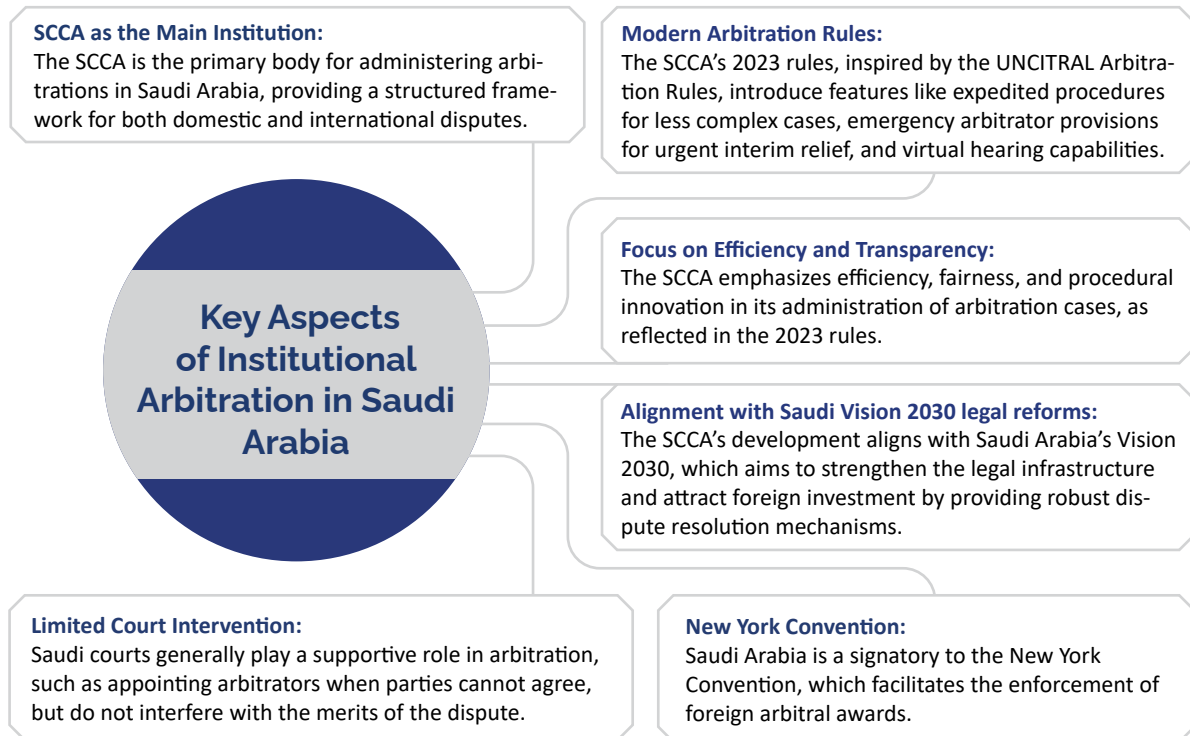 SCCA as the Main Institution:
The SCCA is the primary body for administering arbi-
trations in Saudi Arabia, providing a structured frame-
work for both domestic and international disputes.
Modern Arbitration Rules:
The SCCA's 2023 rules, inspired by the UNCITRAL Arbitra-
tion Rules, introduce features like expedited procedures
for less complex cases, emergency arbitrator provisions
for urgent interim relief, and virtual hearing capabilities.
Focus on Efficiency and Transparency:
The SCCA emphasizes efficiency, fairness, and procedural
innovation in its administration of arbitration cases, as
reflected in the 2023 rules.
Key Aspects
of Institutional
Arbitration in Saudi
Arabia
Alignment with Saudi Vision 2030 legal reforms:
The SCCA's development aligns with Saudi Arabia's Vision
2030, which aims to strengthen the legal infrastructure
and attract foreign investment by providing robust dis-
pute resolution mechanisms.
Limited Court Intervention:
Saudi courts generally play a supportive role in arbitration,
such as appointing arbitrators when parties cannot agree,
but do not interfere with the merits of the dispute.
New York Convention:
Saudi Arabia is a signatory to the New York
Convention, which facilitates the enforcement of
foreign arbitral awards.